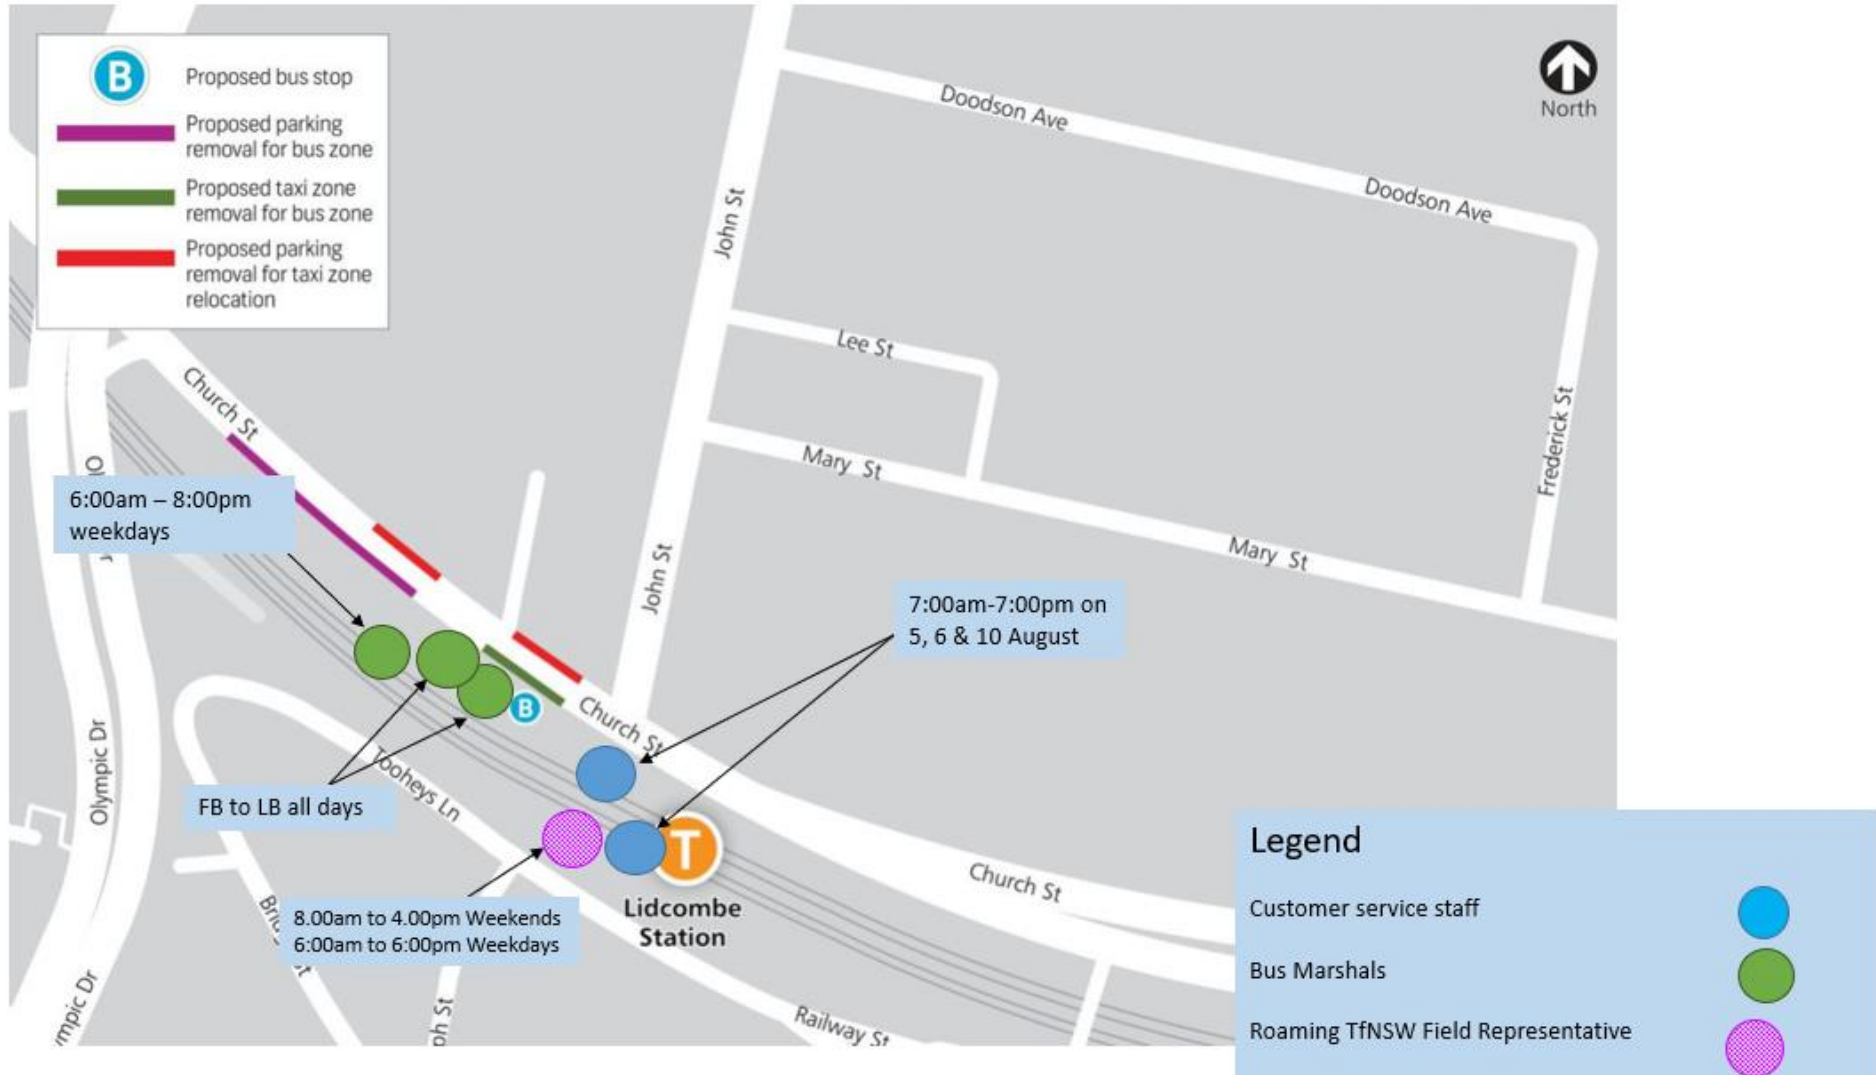 B
Proposed bus stop
Proposed parking
removal for bus zone
Proposed taxi zone
removal for bus zone
Proposed parking
removal for taxi zone
relocation
North
Doodson Ave
Doodson Ave
John St
Lee St
Church St
Frederick St
Mary St
6:00am – 8:00pm
weekdays
Mary St
John St
7:00am-7:00pm on
5, 6 & 10 August
B
Church St
Olympic Dr
Tooheys Ln
FB to LB all days
T
Church St
8.00am to 4.00pm Weekends
6:00am to 6:00pm Weekdays
Lidcombe
Station
Railway St
Legend
Customer service staff
Bus Marshals
Roaming TfNSW Field Representative